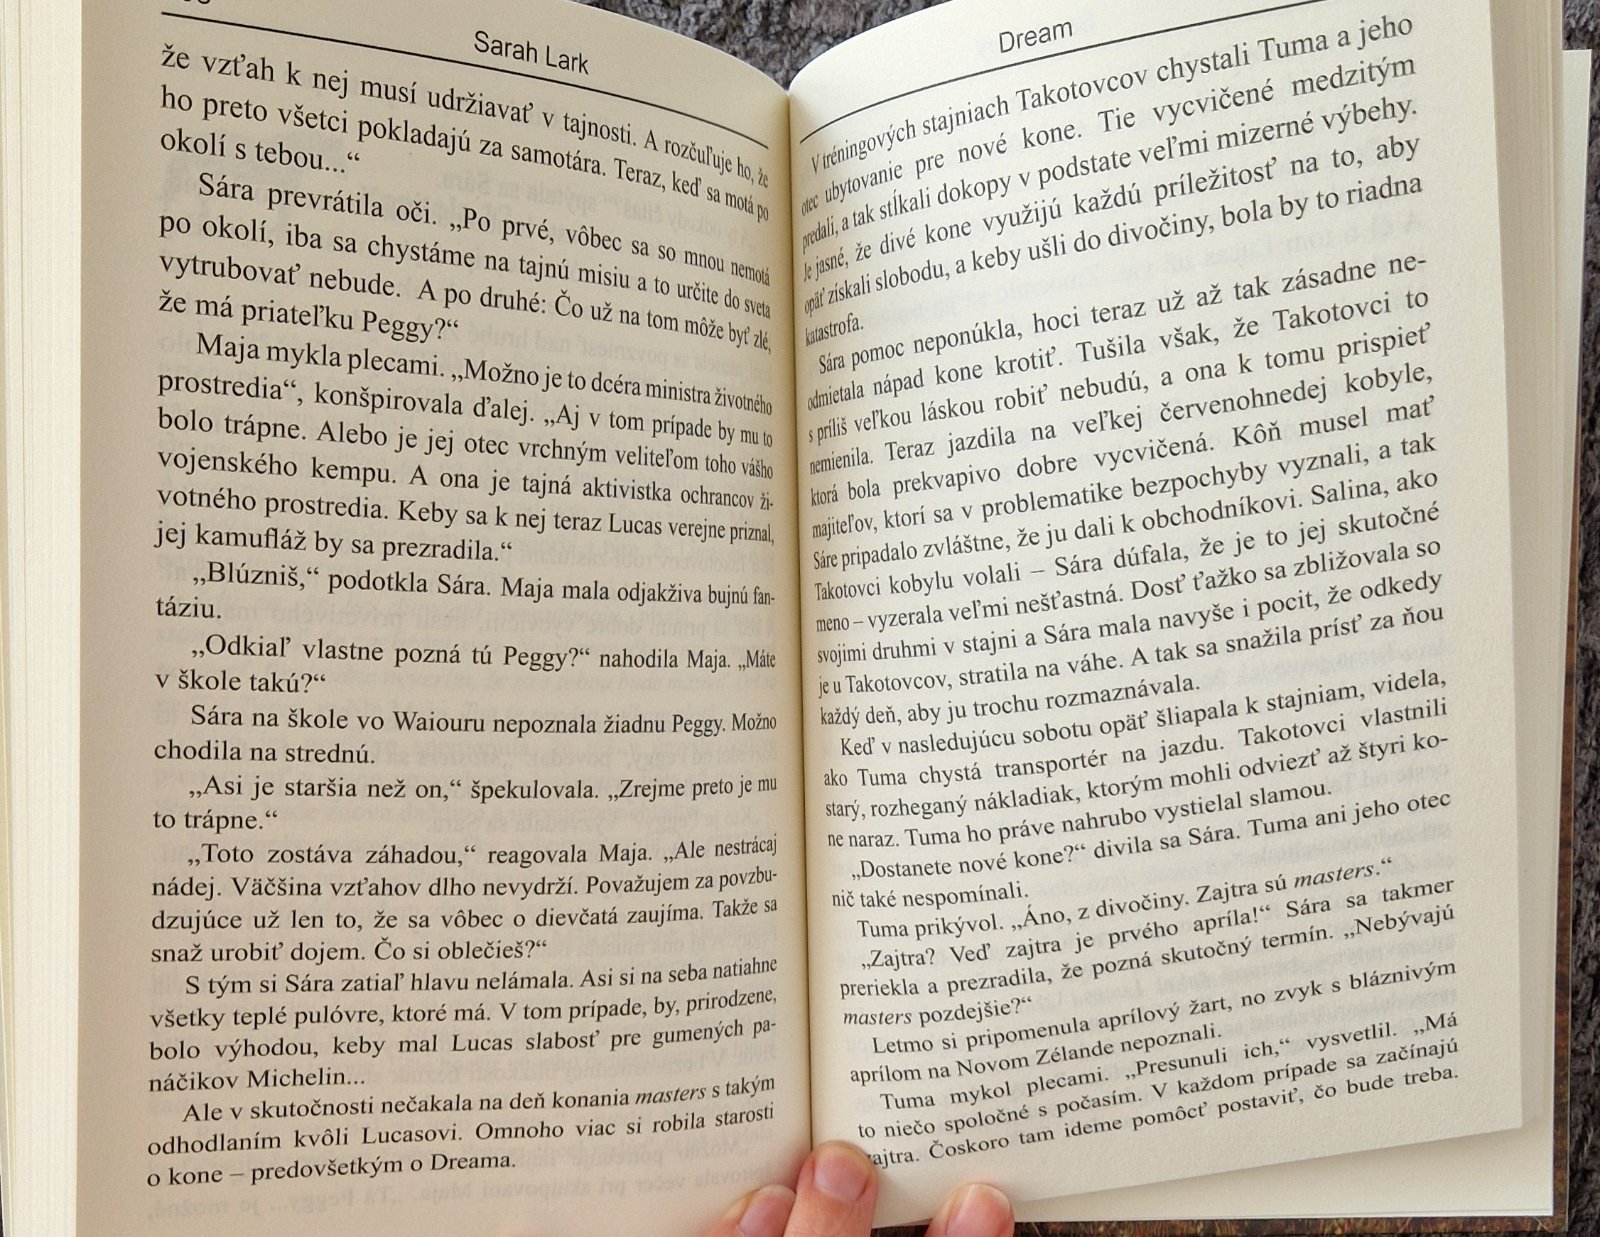 Sarah Lark
že vzťah k nej musí udržiavať v tajnosti. A rozčuľuje ho, že
ho preto všetci pokladajú za samotára. Teraz, keď sa motá po
okolí s tebou...“
Sára prevrátila oči. „Po prvé, vôbec sa so mnou nemotá
po okolí, iba sa chystáme na tajnú misiu a to určite do sveta
vytrubovať nebude. A po druhé: Čo už na tom môže byť zlé,
že má priateľku Peggy?“
Maja mykla plecami. „Možno je to dcéra ministra životného
prostredia“, konšpirovala ďalej. „Aj v tom prípade by mu to
bolo trápne. Alebo je jej otec vrchným veliteľom toho vášho
vojenského kempu. A ona je tajná aktivistka ochrancov ži-
votného prostredia. Keby sa k nej teraz Lucas verejne priznal,
jej kamufláž by sa prezradila.“
„Blúzniš,“ podotkla Sára. Maja mala odjakživa bujnú fan-
táziu.
„Odkiaľ vlastne pozná tú Peggy?“ nahodila Maja. „Máte
v škole takú?“
Sára na škole vo Waiouru nepoznala žiadnu Peggy. Možno
chodila na strednú.
„Asi je staršia než on,“ špekulovala. „Zrejme preto je mu
to trápne.“
„Toto zostáva záhadou,“ reagovala Maja. „Ale nestrácaj
nádej. Väčšina vzťahov dlho nevydrží. Považujem za povzbu-
dzujúce už len to, že sa vôbec o dievčatá zaujíma. Takže sa
snaž urobiť dojem. Čo si oblečieš?“
S tým si Sára zatiaľ hlavu nelámala. Asi si na seba natiahne
všetky teplé pulóvre, ktoré má. V tom prípade, by, prirodzene,
bolo výhodou, keby mal Lucas slabosť pre gumených pa-
náčikov Michelin...
Ale v skutočnosti nečakala na deň konania masters s takým
odhodlaním kvôli Lucasovi. Omnoho viac si robila starosti
o kone – predovšetkým o Dreama.
Dream
V tréningových stajniach Takotovcov chystali Tuma a jeho
otec ubytovanie pre nové kone. Tie vycvičené medzitým
predali, a tak stĺkali dokopy v podstate veľmi mizerné výbehy.
Je jasné, že divé kone využijú každú príležitosť na to, aby
opäť získali slobodu, a keby ušli do divočiny, bola by to riadna
katastrofa.
Sára pomoc neponúkla, hoci teraz už až tak zásadne ne-
odmietala nápad kone krotiť. Tušila však, že Takotovci to
s príliš veľkou láskou robiť nebudú, a ona k tomu prispieť
nemienila. Teraz jazdila na veľkej červenohnedej kobyle,
ktorá bola prekvapivo dobre vycvičená. Kôň musel mať
majiteľov, ktorí sa v problematike bezpochyby vyznali, a tak
Sáre pripadalo zvláštne, že ju dali k obchodníkovi. Salina, ako
Takotovci kobylu volali – Sára dúfala, že je to jej skutočné
meno – vyzerala veľmi nešťastná. Dosť ťažko sa zbližovala so
svojimi druhmi v stajni a Sára mala navyše i pocit, že odkedy
je u Takotovcov, stratila na váhe. A tak sa snažila prísť za ňou
každý deň, aby ju trochu rozmaznávala.
Keď v nasledujúcu sobotu opäť šliapala k stajniam, videla,
ako Tuma chystá transportér na jazdu. Takotovci vlastnili
starý, rozheganý nákladiak, ktorým mohli odviezť až štyri ko-
ne naraz. Tuma ho práve nahrubo vystielal slamou.
„Dostanete nové kone?“ divila sa Sára. Tuma ani jeho otec
nič také nespomínali.
Tuma prikývol. „Áno, z divočiny. Zajtra sú masters.“
„Zajtra? Veď zajtra je prvého apríla!“ Sára sa takmer
preriekla a prezradila, že pozná skutočný termín. „Nebývajú
masters pozdejšie?“
Letmo si pripomenula aprílový žart, no zvyk s bláznivým
aprílom na Novom Zélande nepoznali.
Tuma mykol plecami. „Presunuli ich,“ vysvetlil. „Má
to niečo spoločné s počasím. V každom prípade sa začínajú
zajtra. Čoskoro tam ideme pomôcť postaviť, čo bude treba.